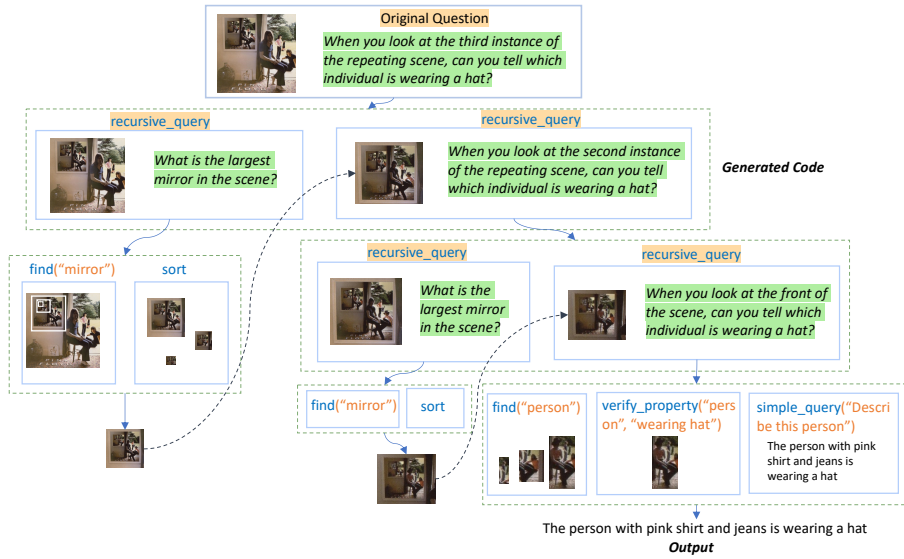 Original Question
When you look at the third instance of
the repeating scene, can you tell which
individual is wearing a hat?
recursive_query
What is the largest
mirror in the scene?
recursive_query
When you look at the second instance
of the repeating scene, can you tell
which individual is wearing a hat?
Generated Code
find(“mirror”)
sort
recursive_query
What is the
largest mirror
in the scene?
recursive_query
When you look at the front of
the scene, can you tell which
individual is wearing a hat?
find(“mirror”)
sort
find(“person”)
verify_property(“pers
on”, “wearing hat”)
simple_query(“Descri
be this person”)
The person with pink
shirt and jeans is
wearing a hat
The person with pink shirt and jeans is wearing a hat
Output